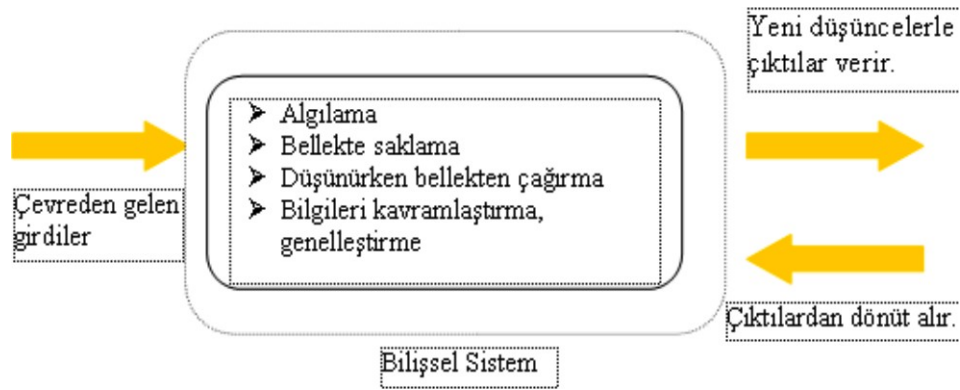 Çevreden gelen
girdiler
➤ Algılama
➤ Bellekte saklama
➤ Düşünürken bellekten çağırma
➤ Bilgileri kavramlaştırma,
genelleştirme
Yeni düşüncelerle
çıktılar verir.
Çıktılardan dönüt alır.
Bilişsel Sistem